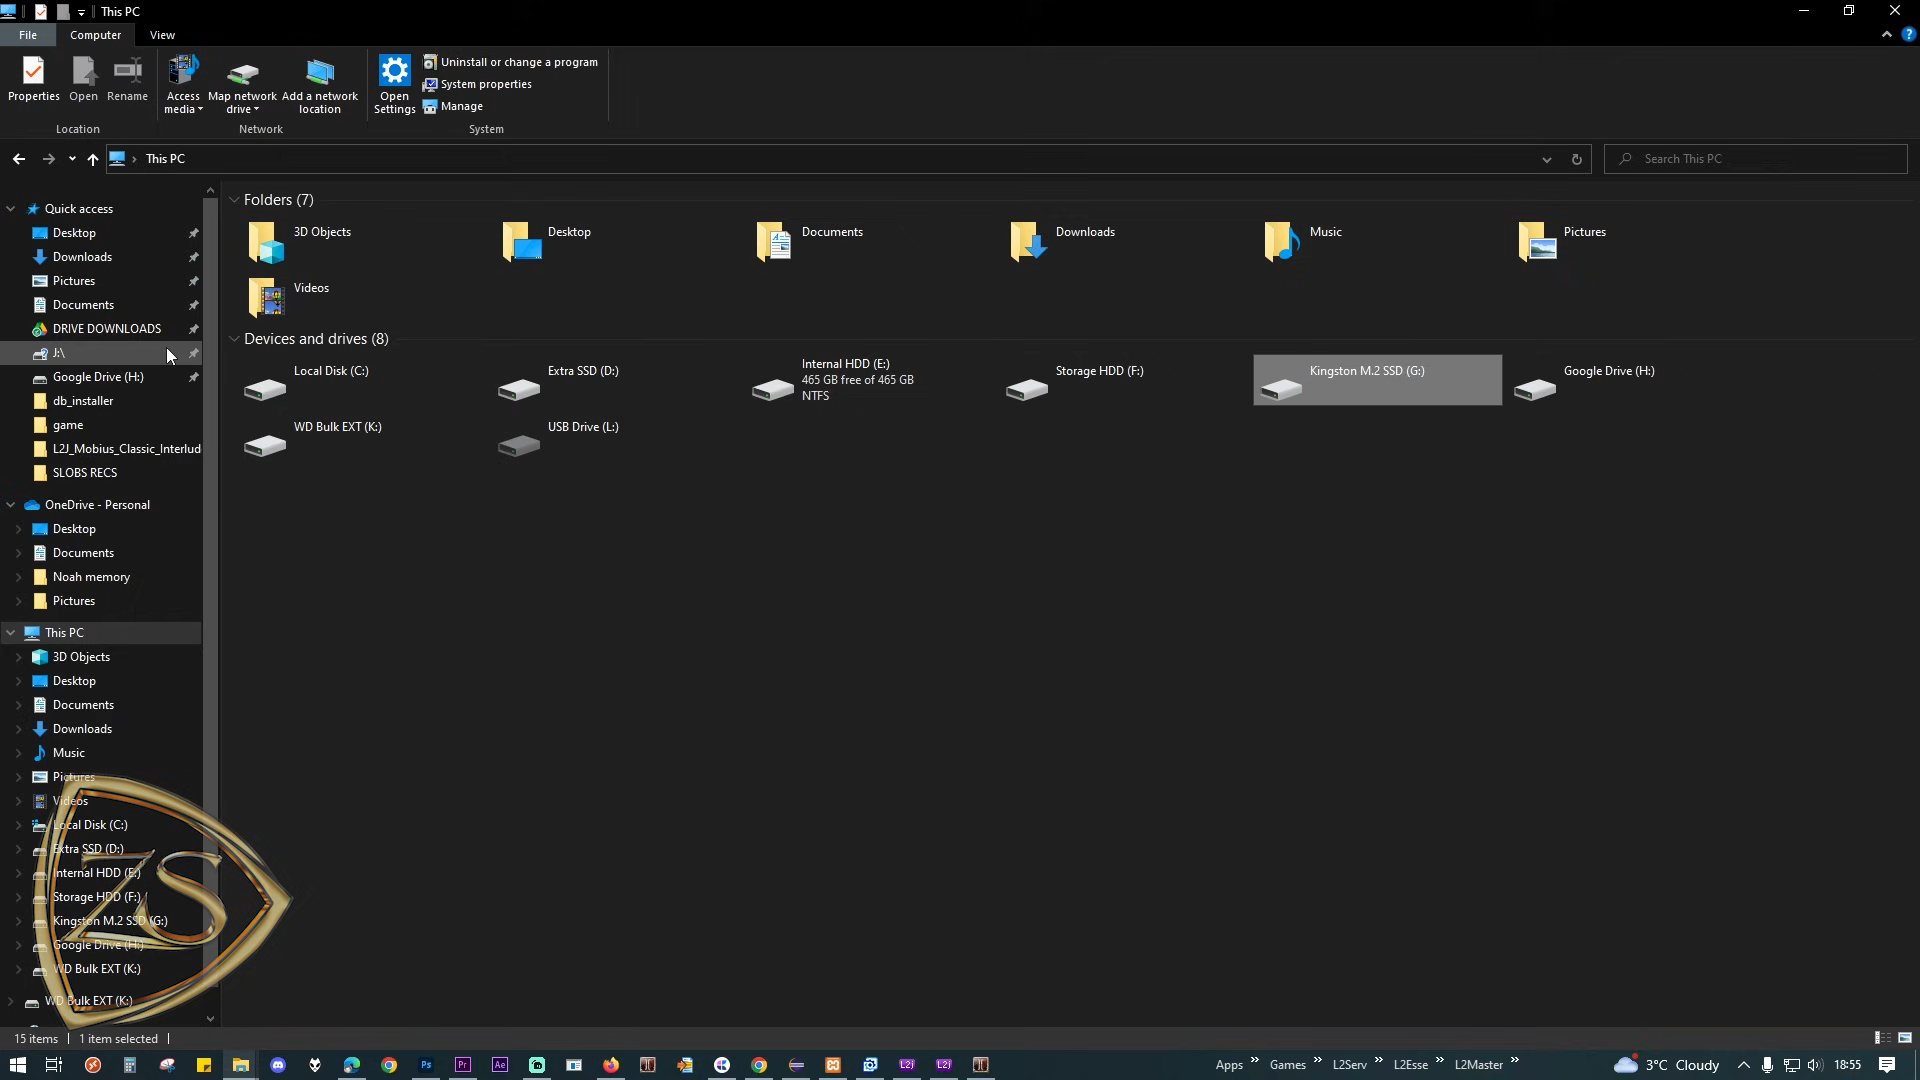 This PC
File
Computer
View
Properties
Open
Rename
Access media
Map network drive
Add a network location
Open Settings
Uninstall or change a program
System properties
Manage
Location
Network
System
This PC
Search This PC
Quick access
Desktop
Downloads
Pictures
Documents
DRIVE DOWNLOADS
J:\
Google Drive (H:)
db_installer
game
L2J_Mobius_Classic_Interlud
SLOBS RECS
OneDrive - Personal
Desktop
Documents
Noah memory
Pictures
This PC
3D Objects
Desktop
Documents
Downloads
Music
Pictures
Videos
Local Disk (C:)
Extra SSD (D:)
Internal HDD (E:)
Storage HDD (F:)
Kingston M.2 SSD (G:)
Google Drive (H:)
WD Bulk EXT (K:)
WD Bulk EXT (K:)
ZS
Folders (7)
3D Objects
Desktop
Documents
Downloads
Music
Pictures
Videos
Devices and drives (8)
Local Disk (C:)
Extra SSD (D:)
Internal HDD (E:)
465 GB free of 465 GB
NTFS
Storage HDD (F:)
Kingston M.2 SSD (G:)
Google Drive (H:)
WD Bulk EXT (K:)
USB Drive (L:)
15 items
1 item selected
Ps
Pr
Ae
L2J
L2J
Apps
Games
L2Serv
L2Esse
L2Master
3°C Cloudy
18:55